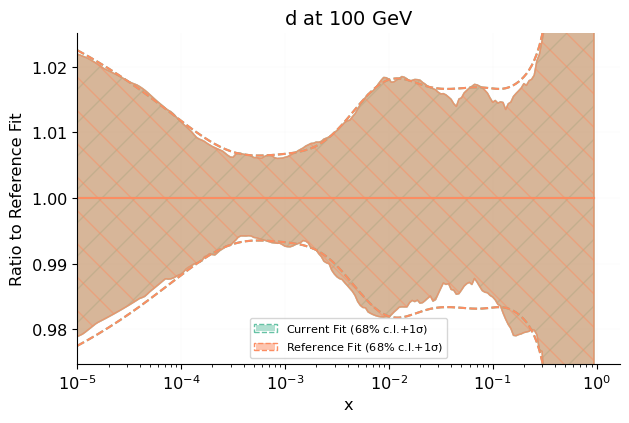 d at 100 GeV
Ratio to Reference Fit
1.02
1.01
1.00
0.99
0.98
Current Fit (68% c.l.+1σ)
Reference Fit (68% c.l.+1σ)
10⁻⁵ 10⁻⁴ 10⁻³ 10⁻² 10⁻¹ 10⁰
x